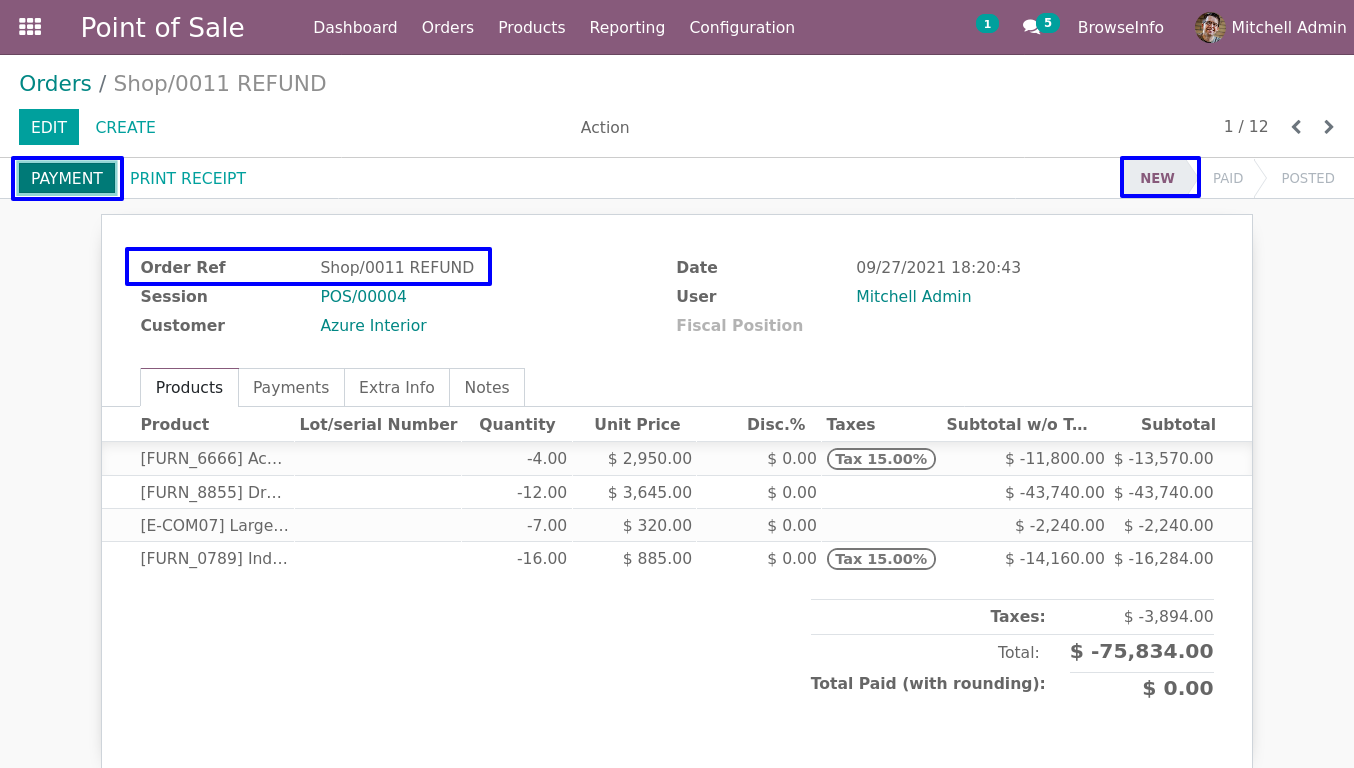 Point of Sale Dashboard Orders Products Reporting Configuration 1 5 BrowseInfo Mitchell Admin
Orders / Shop/0011 REFUND
EDIT CREATE Action 1 / 12
PAYMENT PRINT RECEIPT NEW PAID POSTED
Order Ref Shop/0011 REFUND Date 09/27/2021 18:20:43
Session POS/00004 User Mitchell Admin
Customer Azure Interior Fiscal Position
Products Payments Extra Info Notes
Product Lot/serial Number Quantity Unit Price Disc.% Taxes Subtotal w/o T... Subtotal
[FURN_6666] Ac... -4.00 $ 2,950.00 $ 0.00 Tax 15.00% $ -11,800.00 $ -13,570.00
[FURN_8855] Dr... -12.00 $ 3,645.00 $ 0.00 $ -43,740.00 $ -43,740.00
[E-COM07] Large... -7.00 $ 320.00 $ 0.00 $ -2,240.00 $ -2,240.00
[FURN_0789] Ind... -16.00 $ 885.00 $ 0.00 Tax 15.00% $ -14,160.00 $ -16,284.00
Taxes: $ -3,894.00
Total: $ -75,834.00
Total Paid (with rounding): $ 0.00